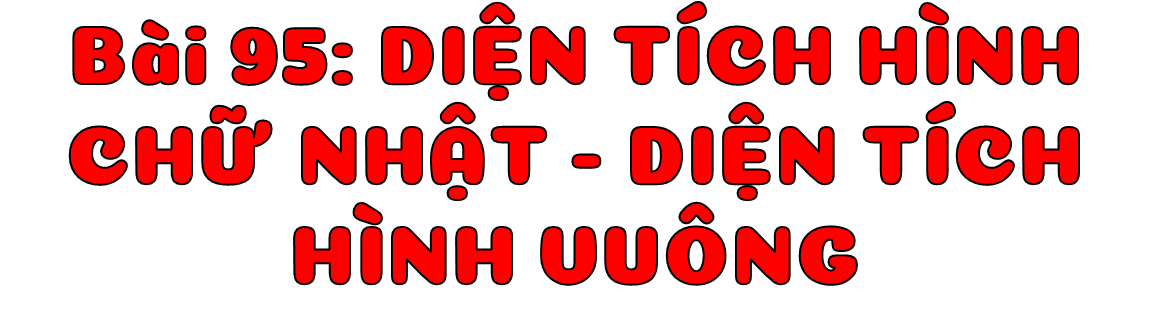 Bài 95: DIỆN TÍCH HÌNH
CHỮ NHẬT - DIỆN TÍCH
HÌNH VUÔNG